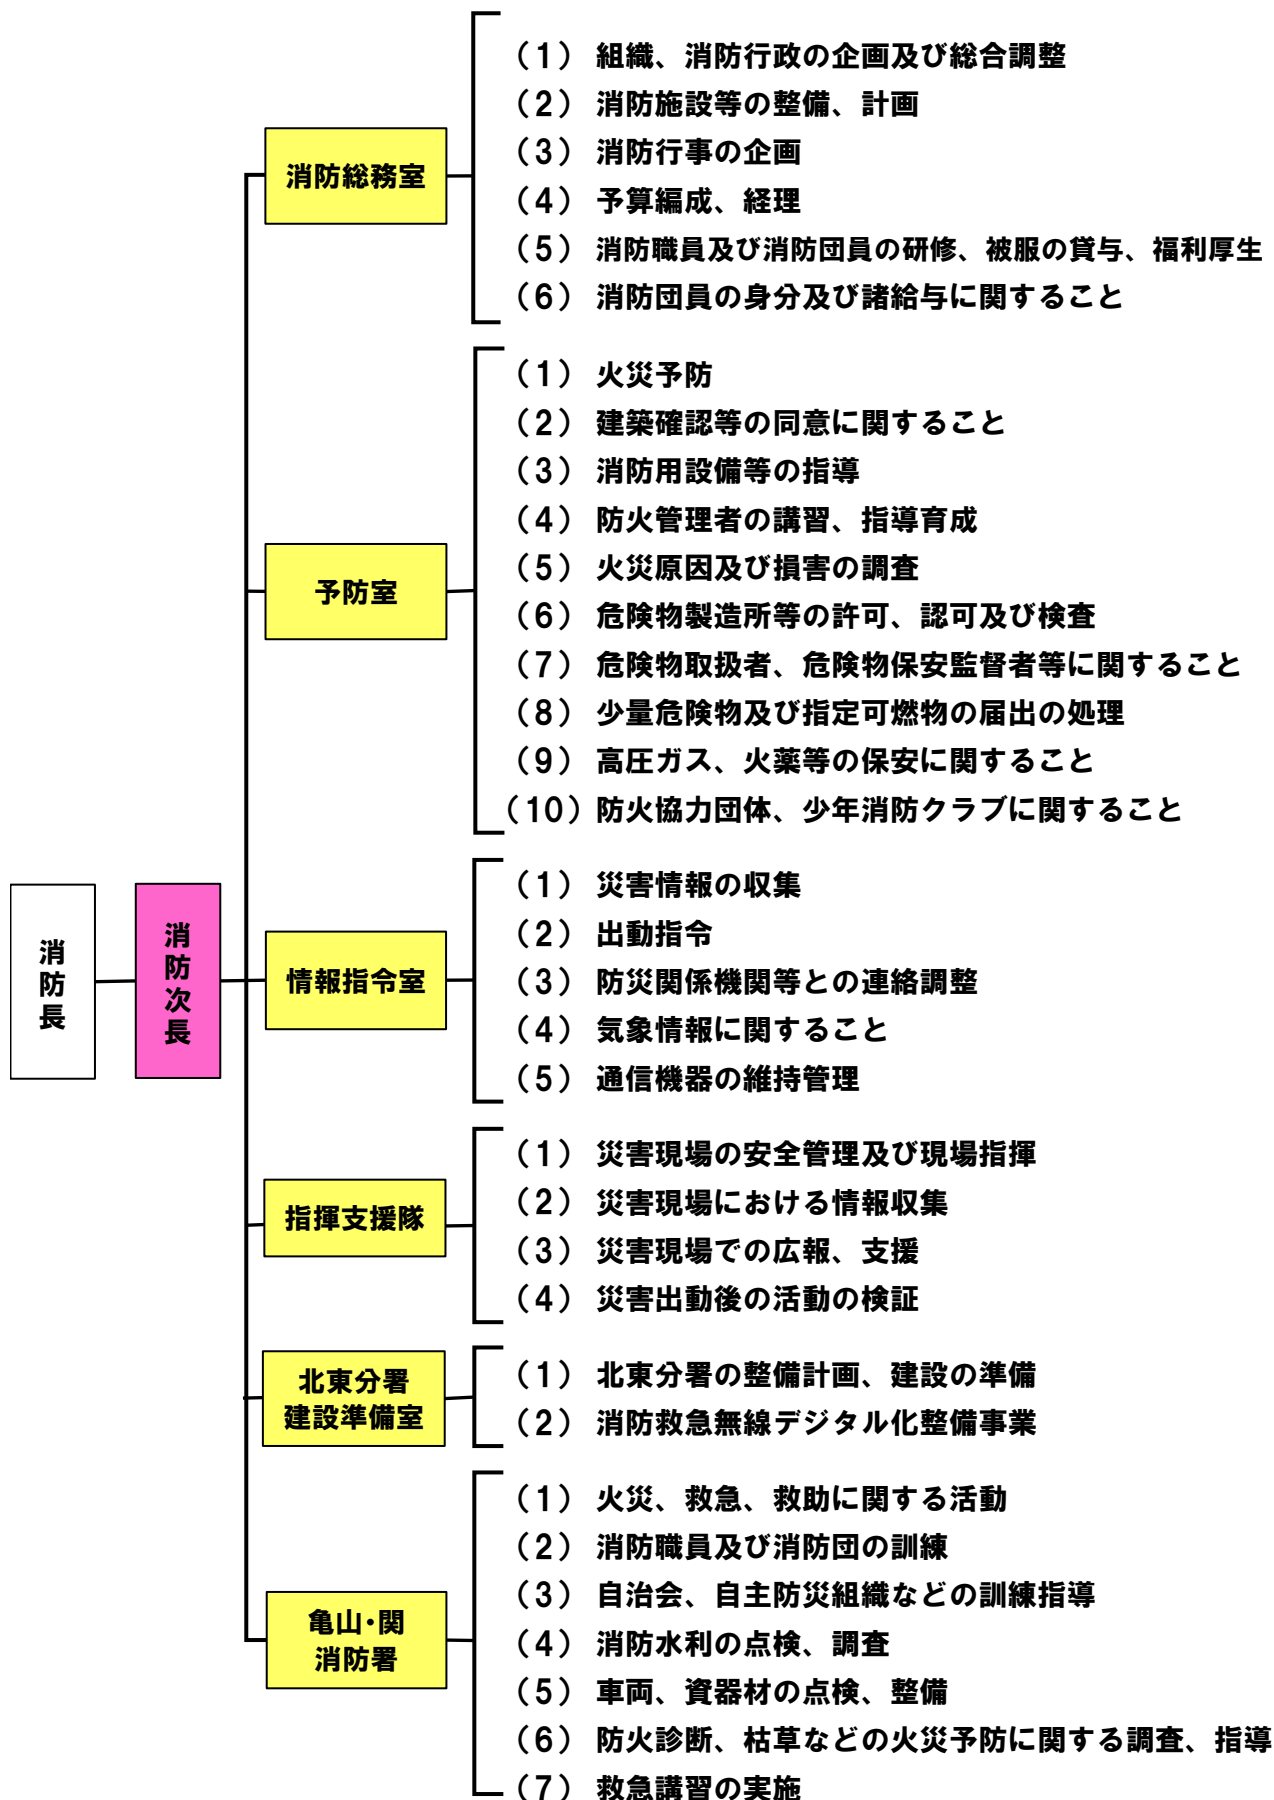 消防長
消防次長
消防総務室
(1) 組織、消防行政の企画及び総合調整
(2) 消防施設等の整備、計画
(3) 消防行事の企画
(4) 予算編成、経理
(5) 消防職員及び消防団員の研修、被服の貸与、福利厚生
(6) 消防団員の身分及び諸給与に関すること
予防室
(1) 火災予防
(2) 建築確認等の同意に関すること
(3) 消防用設備等の指導
(4) 防火管理者の講習、指導育成
(5) 火災原因及び損害の調査
(6) 危険物製造所等の許可、認可及び検査
(7) 危険物取扱者、危険物保安監督者等に関すること
(8) 少量危険物及び指定可燃物の届出の処理
(9) 高圧ガス、火薬等の保安に関すること
(10) 防火協力団体、少年消防クラブに関すること
情報指令室
(1) 災害情報の収集
(2) 出動指令
(3) 防災関係機関等との連絡調整
(4) 気象情報に関すること
(5) 通信機器の維持管理
指揮支援隊
(1) 災害現場の安全管理及び現場指揮
(2) 災害現場における情報収集
(3) 災害現場での広報、支援
(4) 災害出動後の活動の検証
北東分署
建設準備室
(1) 北東分署の整備計画、建設の準備
(2) 消防救急無線デジタル化整備事業
亀山・関
消防署
(1) 火災、救急、救助に関する活動
(2) 消防職員及び消防団の訓練
(3) 自治会、自主防災組織などの訓練指導
(4) 消防水利の点検、調査
(5) 車両、資器材の点検、整備
(6) 防火診断、枯草などの火災予防に関する調査、指導
(7) 救急講習の実施